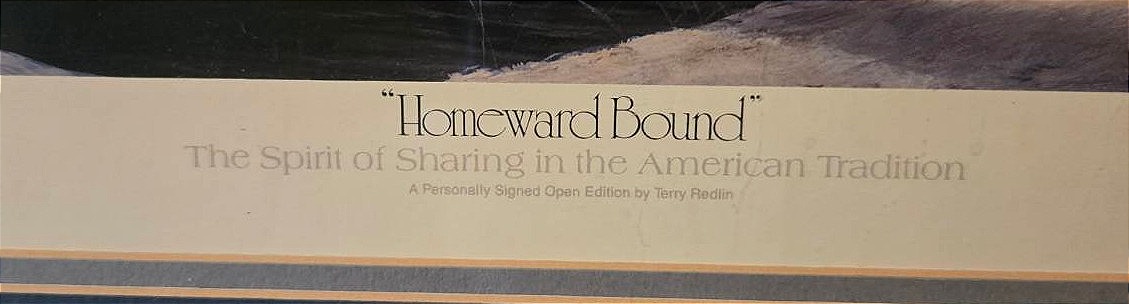 “Homeward Bound”
The Spirit of Sharing in the American Tradition
A Personally Signed Open Edition by Terry Redlin